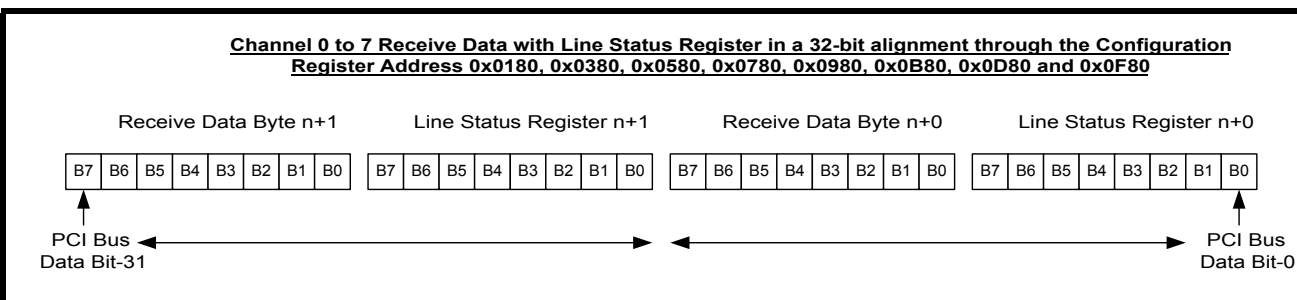 Channel 0 to 7 Receive Data with Line Status Register in a 32-bit alignment through the Configuration
Register Address 0x0180, 0x0380, 0x0580, 0x0780, 0x0980, 0x0B80, 0x0D80 and 0x0F80
Receive Data Byte n+1 Line Status Register n+1 Receive Data Byte n+0 Line Status Register n+0
B7 B6 B5 B4 B3 B2 B1 B0 B7 B6 B5 B4 B3 B2 B1 B0 B7 B6 B5 B4 B3 B2 B1 B0 B7 B6 B5 B4 B3 B2 B1 B0
PCI Bus PCI Bus
Data Bit-31 Data Bit-0